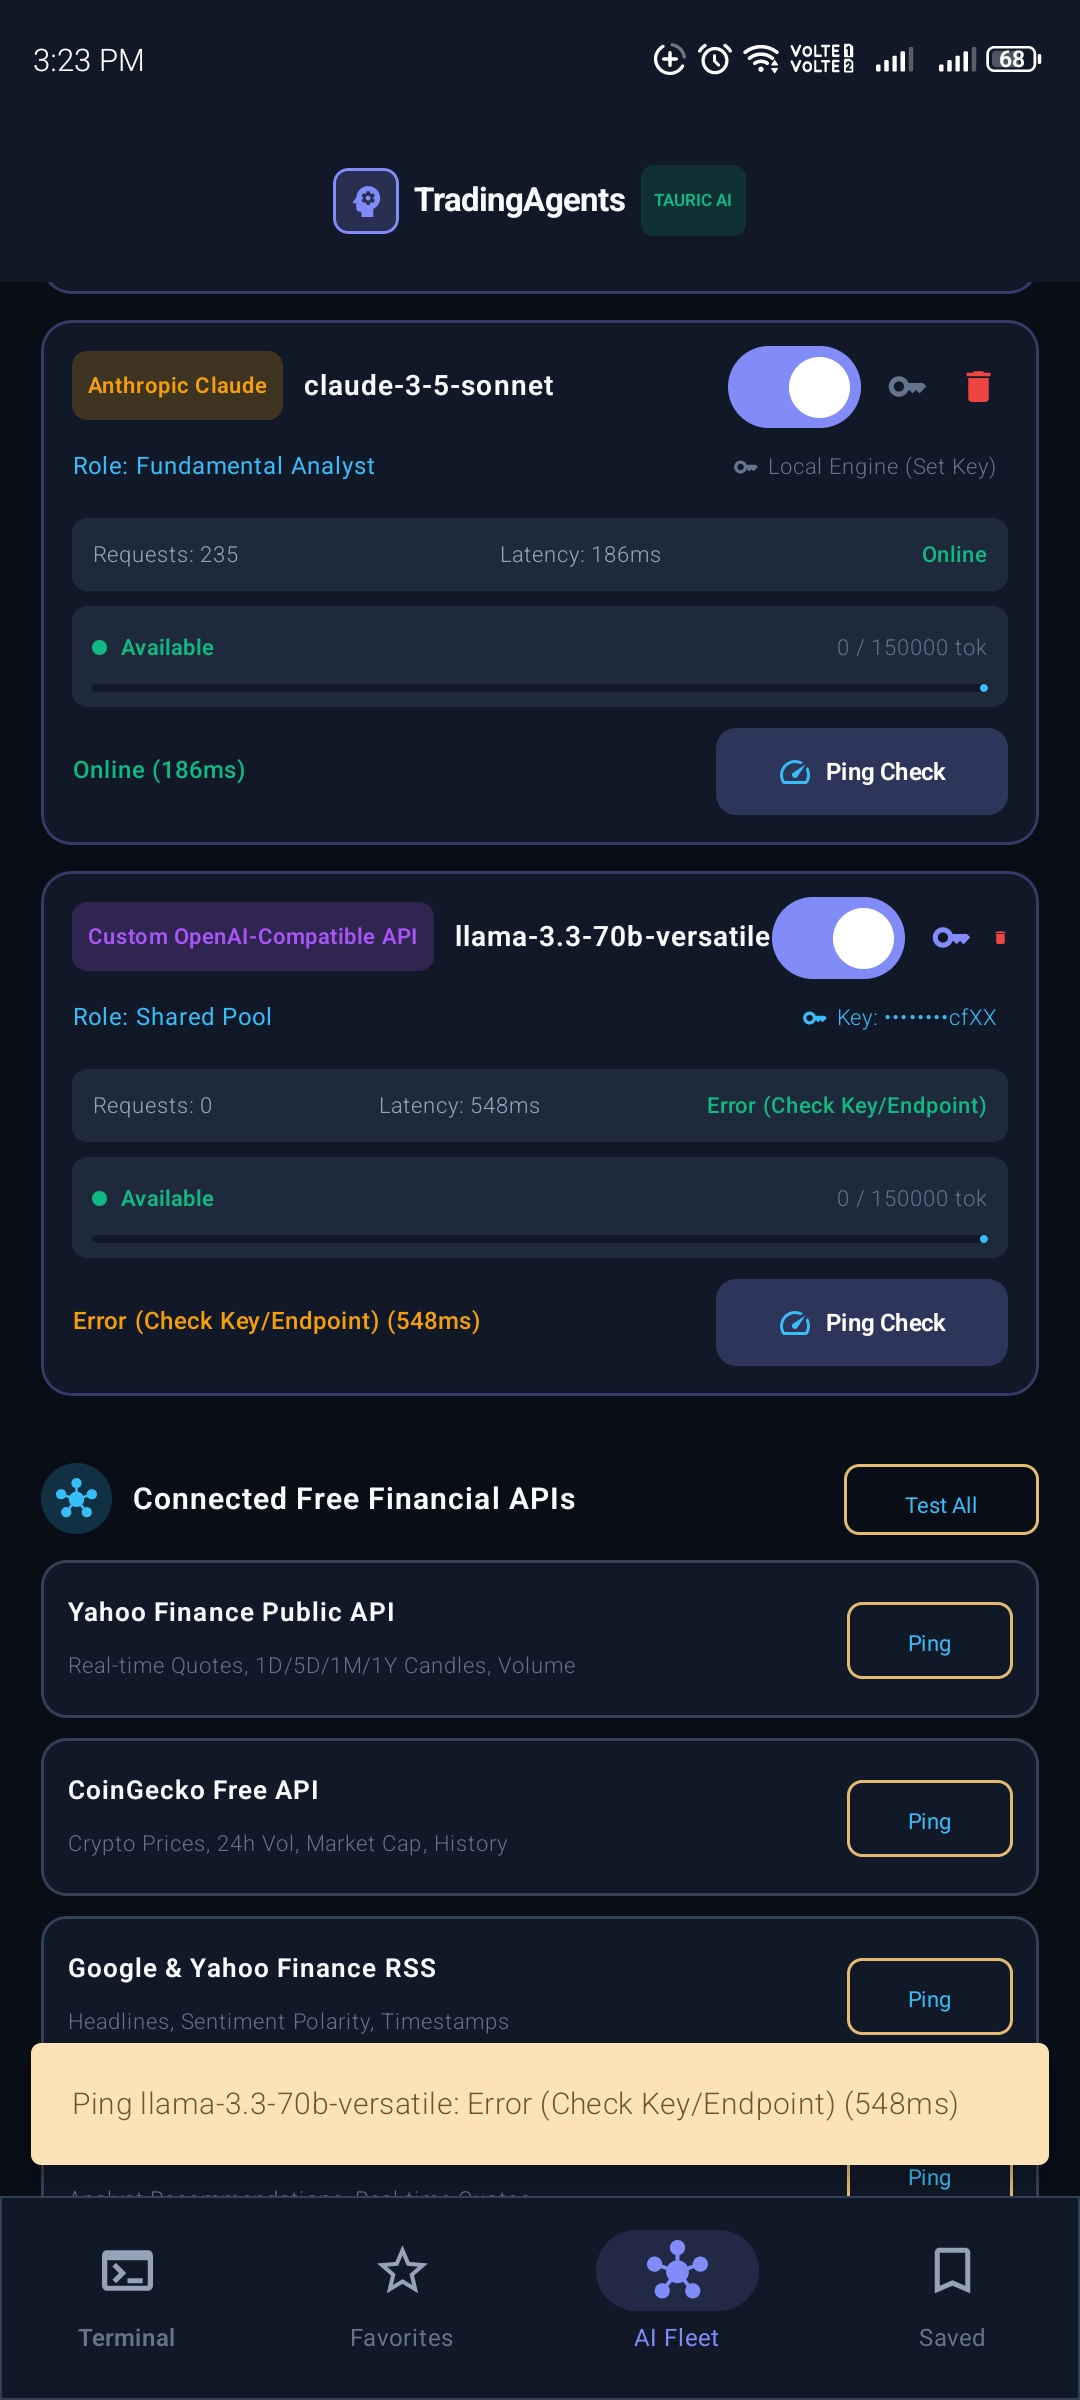 3:23 PM
VoLTE 1
VoLTE 2
68
TradingAgents
TAURIC AI
Anthropic Claude
claude-3-5-sonnet
Role: Fundamental Analyst
Local Engine (Set Key)
Requests: 235
Latency: 186ms
Online
Available
0 / 150000 tok
Online (186ms)
Ping Check
Custom OpenAI-Compatible API
llama-3.3-70b-versatile
Role: Shared Pool
Key: ••••••••cfXX
Requests: 0
Latency: 548ms
Error (Check Key/Endpoint)
Available
0 / 150000 tok
Error (Check Key/Endpoint) (548ms)
Ping Check
Connected Free Financial APIs
Test All
Yahoo Finance Public API
Real-time Quotes, 1D/5D/1M/1Y Candles, Volume
Ping
CoinGecko Free API
Crypto Prices, 24h Vol, Market Cap, History
Ping
Google & Yahoo Finance RSS
Headlines, Sentiment Polarity, Timestamps
Ping
Ping llama-3.3-70b-versatile: Error (Check Key/Endpoint) (548ms)
Analyst Recommendations, Real-time Quotes
Ping
Terminal
Favorites
AI Fleet
Saved